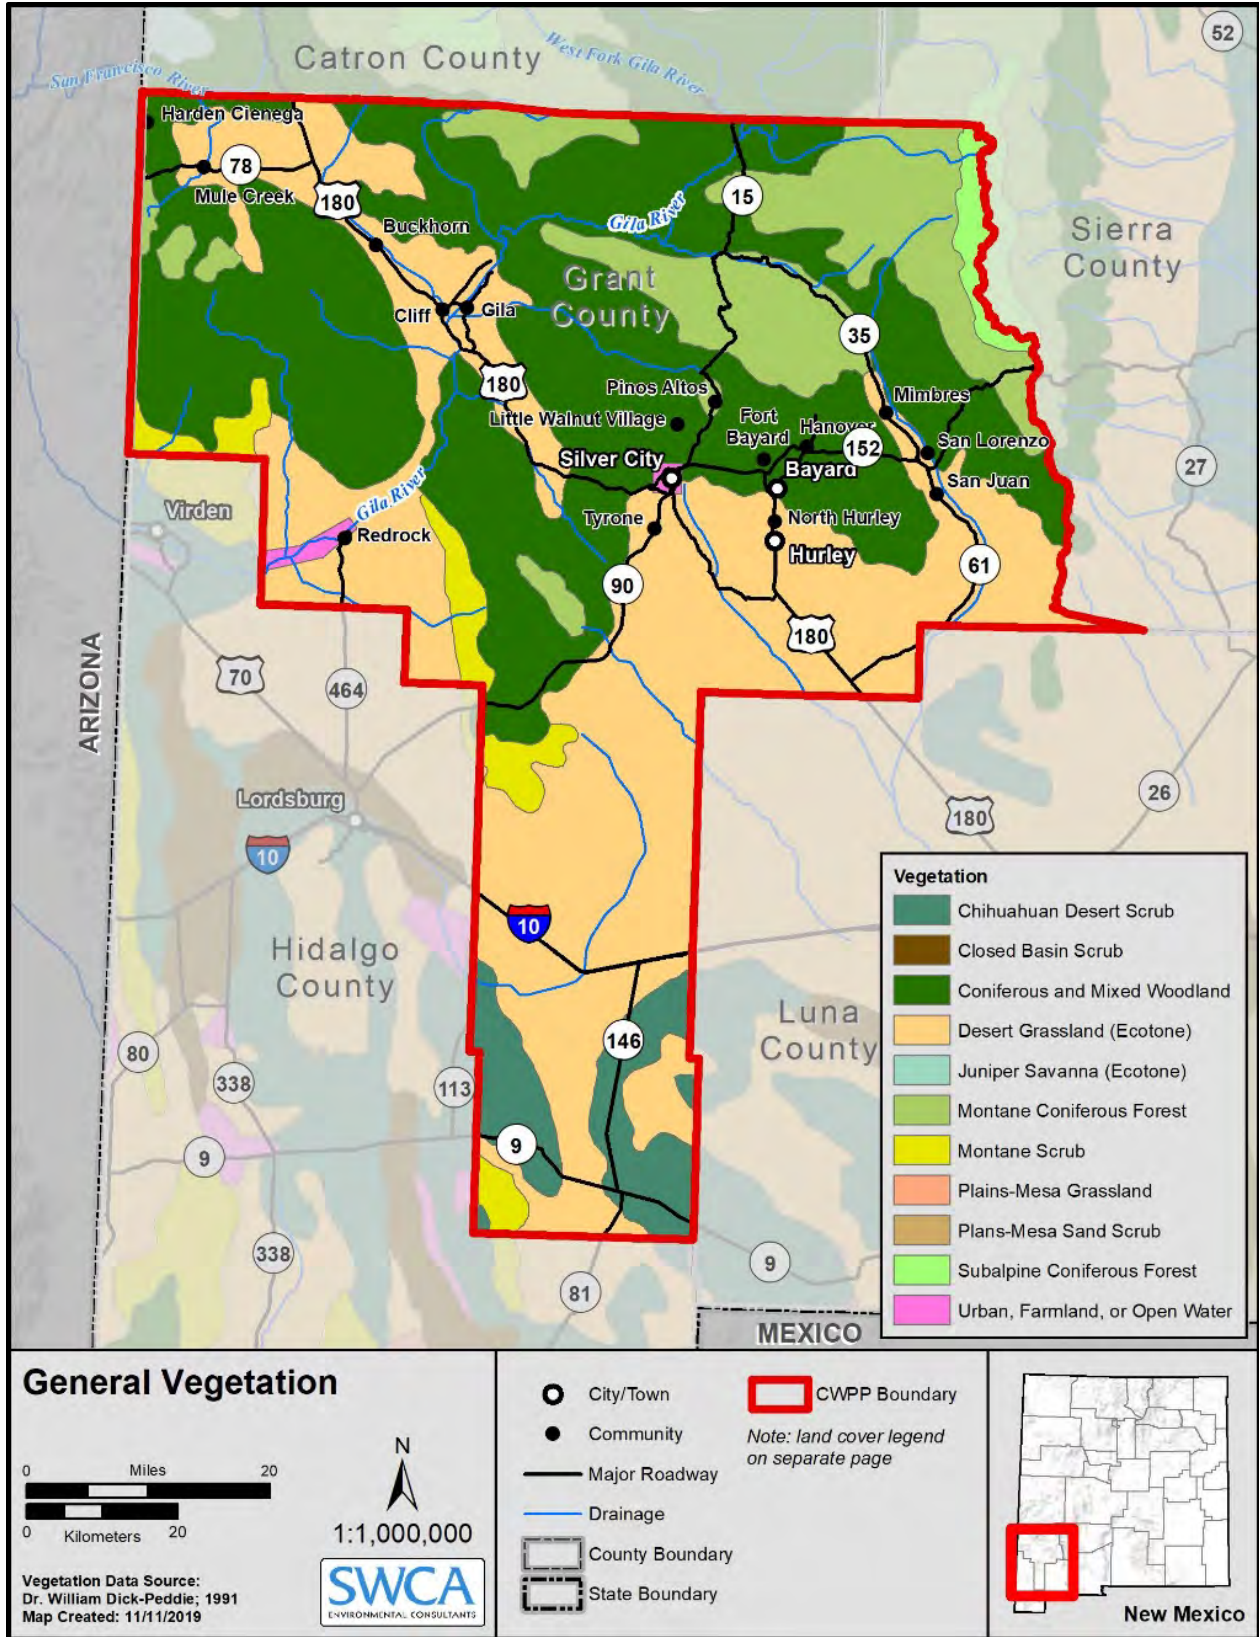 Catron County
West Fork Gila River
52
San Francisco River
Harden Cienega
78
Mule Creek
180
15
Gila River
Buckhorn
Sierra
County
Grant
County
Cliff
Gila
35
180
Pinos Altos
Mimbres
Little Walnut Village
Fort
Bayard
Hanover
152
San Lorenzo
Silver City
Bayard
27
San Juan
Gila River
Virden
Tyrone
North Hurley
Redrock
Hurley
61
90
180
70
464
ARIZONA
Lordsburg
26
180
10
10
Hidalgo
County
Luna
County
146
80
338
113
9
9
338
9
81
MEXICO
Vegetation
Chihuahuan Desert Scrub
Closed Basin Scrub
Coniferous and Mixed Woodland
Desert Grassland (Ecotone)
Juniper Savanna (Ecotone)
Montane Coniferous Forest
Montane Scrub
Plains-Mesa Grassland
Plans-Mesa Sand Scrub
Subalpine Coniferous Forest
Urban, Farmland, or Open Water
General Vegetation
0 Miles 20
0 Kilometers 20
N
1:1,000,000
Vegetation Data Source:
Dr. William Dick-Peddie; 1991
Map Created: 11/11/2019
SWCA
ENVIRONMENTAL CONSULTANTS
City/Town
Community
Major Roadway
Drainage
County Boundary
State Boundary
CWPP Boundary
Note: land cover legend
on separate page
New Mexico